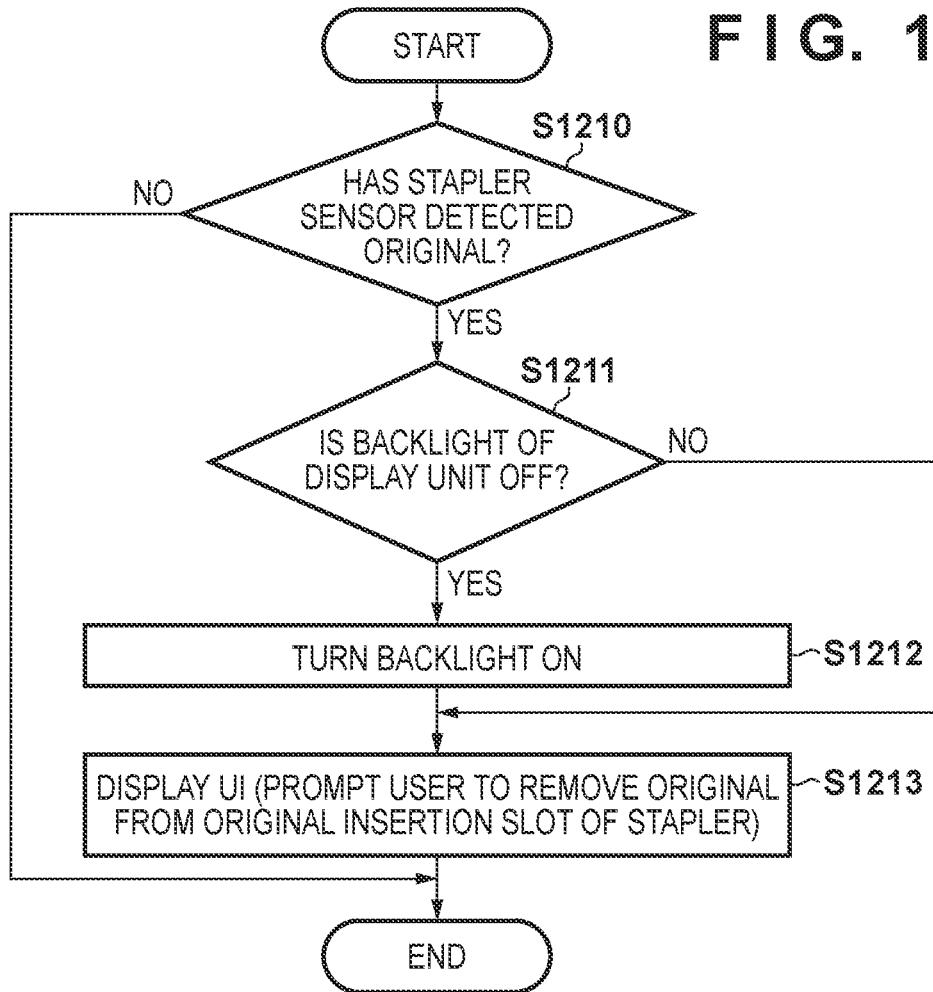 FIG. 1
START
S1210
HAS STAPLER
SENSOR DETECTED
ORIGINAL?
NO
YES
S1211
IS BACKLIGHT OF
DISPLAY UNIT OFF?
NO
YES
TURN BACKLIGHT ON
S1212
DISPLAY UI (PROMPT USER TO REMOVE ORIGINAL
FROM ORIGINAL INSERTION SLOT OF STAPLER)
S1213
END